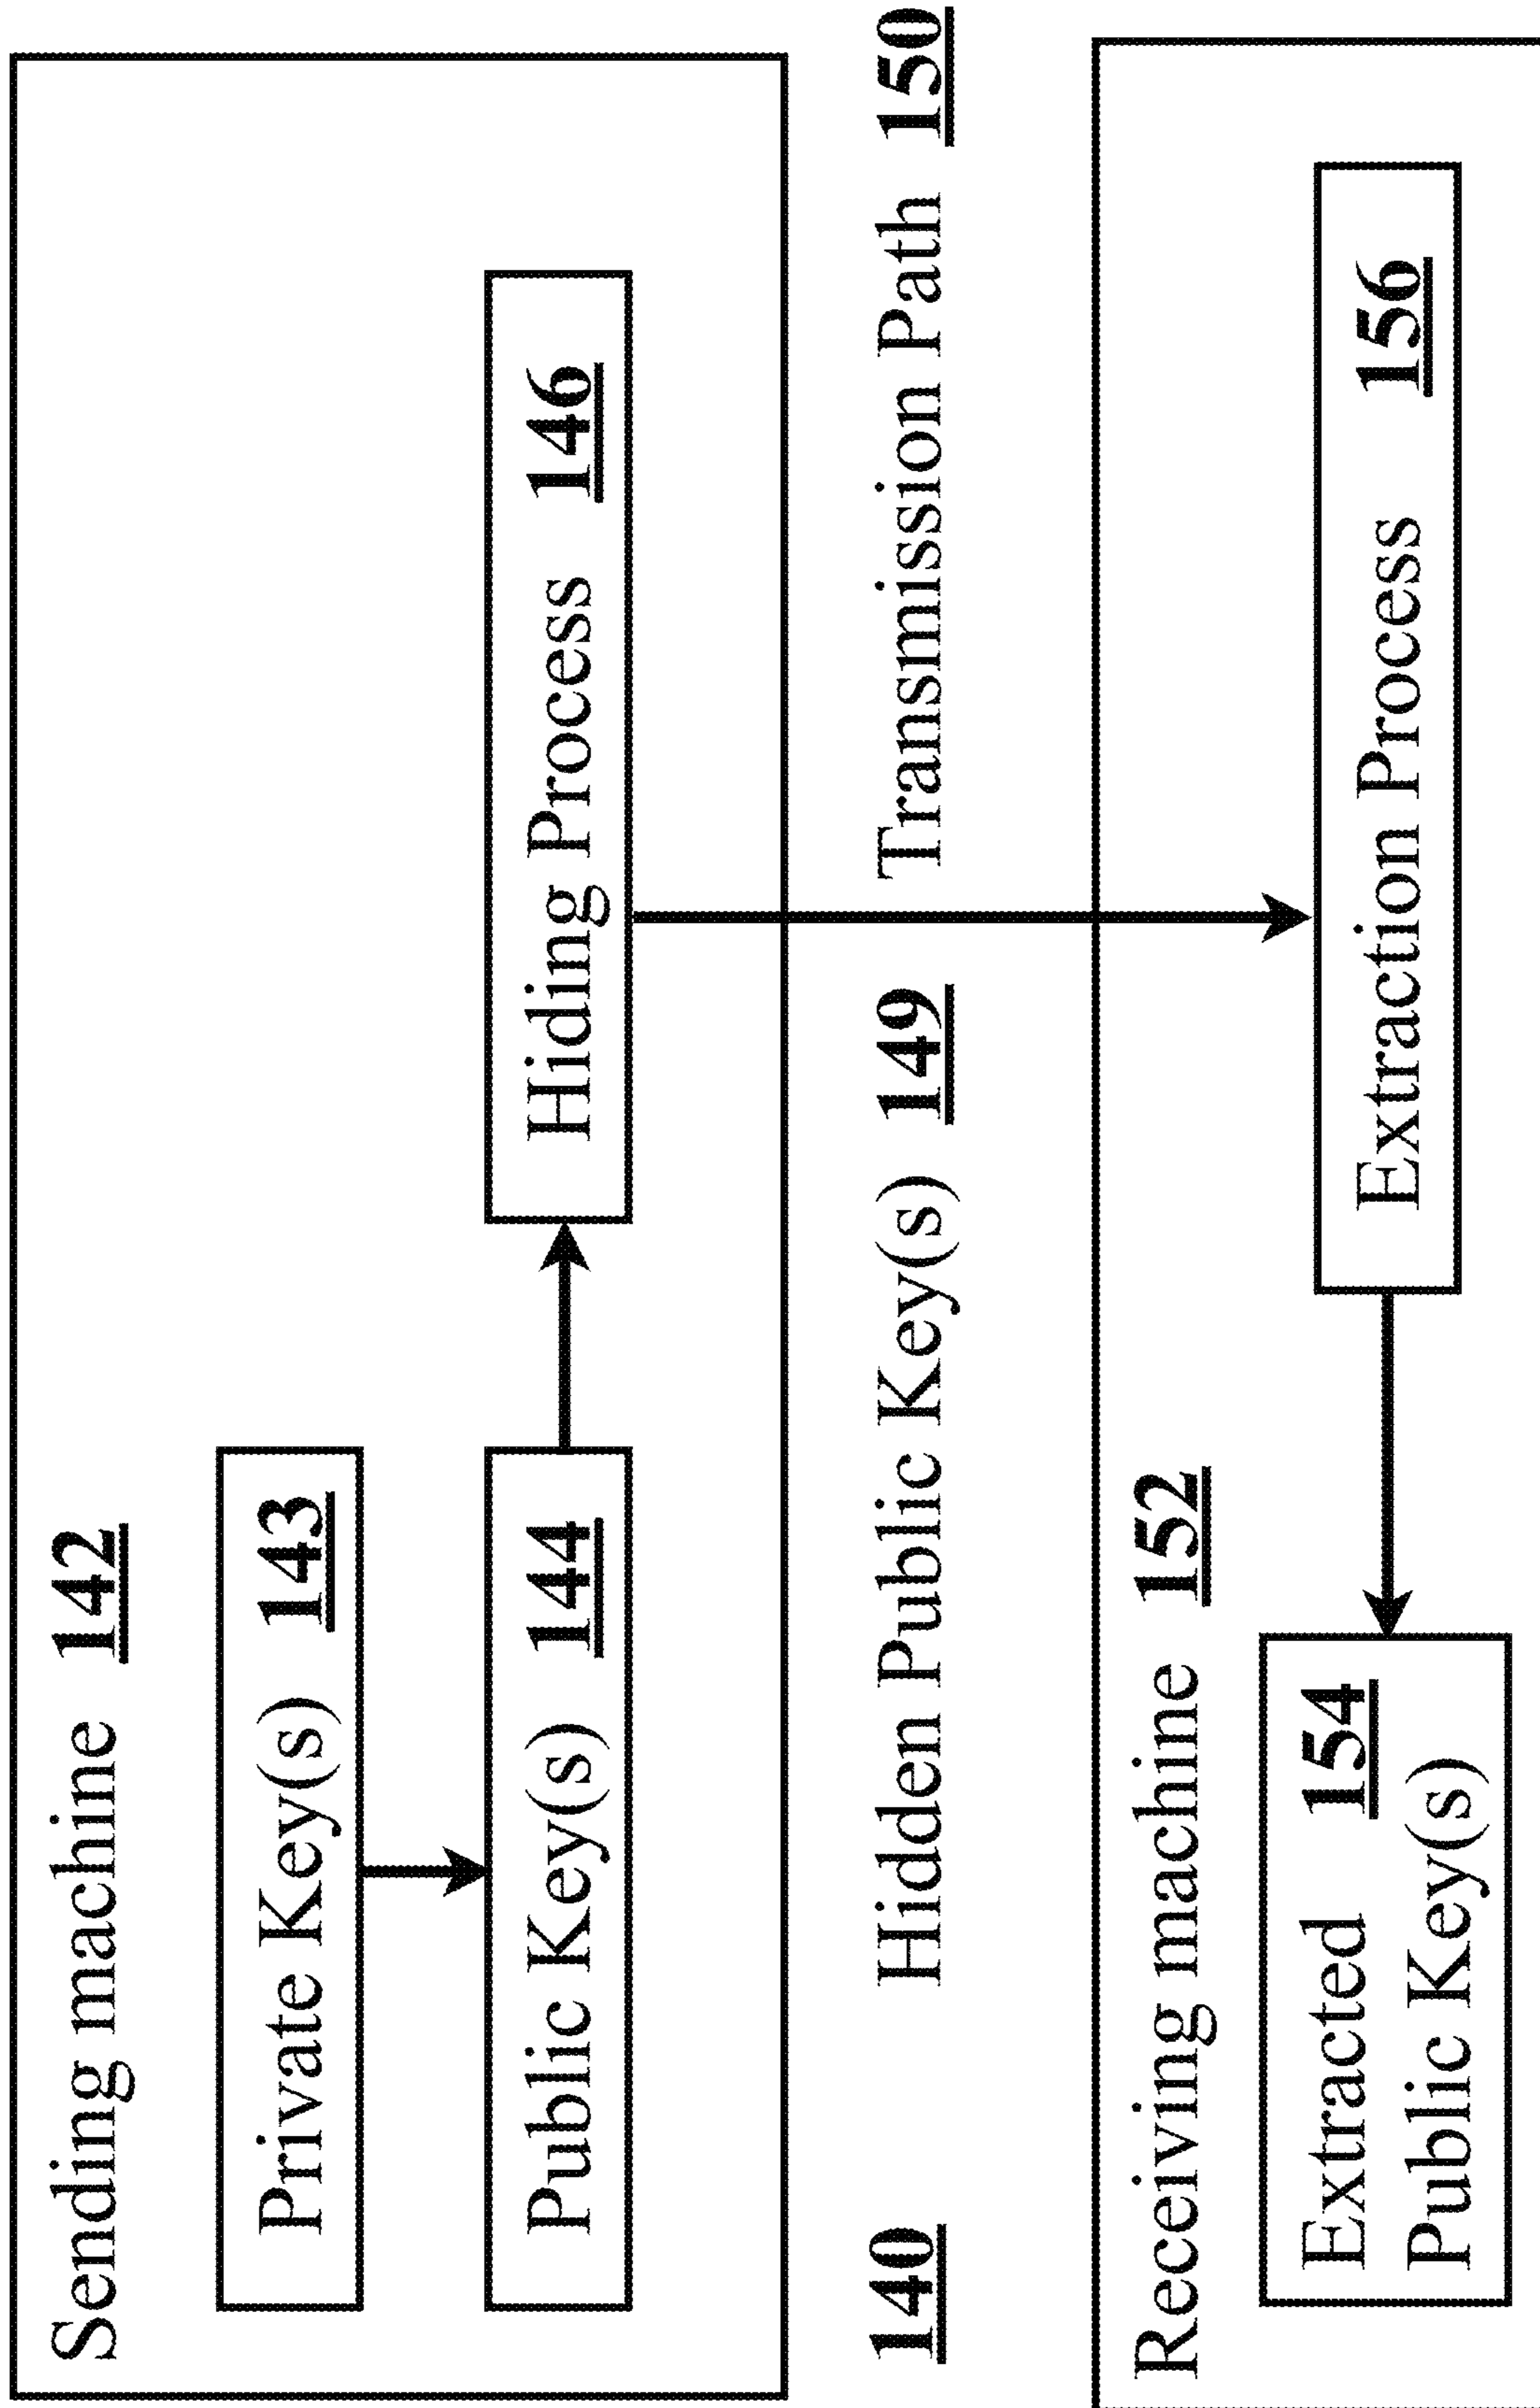 Sending machine 142
Private Key(s) 143
Public Key(s) 144
Hiding Process 146
140
Hidden Public Key(s) 149
Transmission Path 150
Receiving machine 152
Extracted 154
Public Key(s)
Extraction Process 156